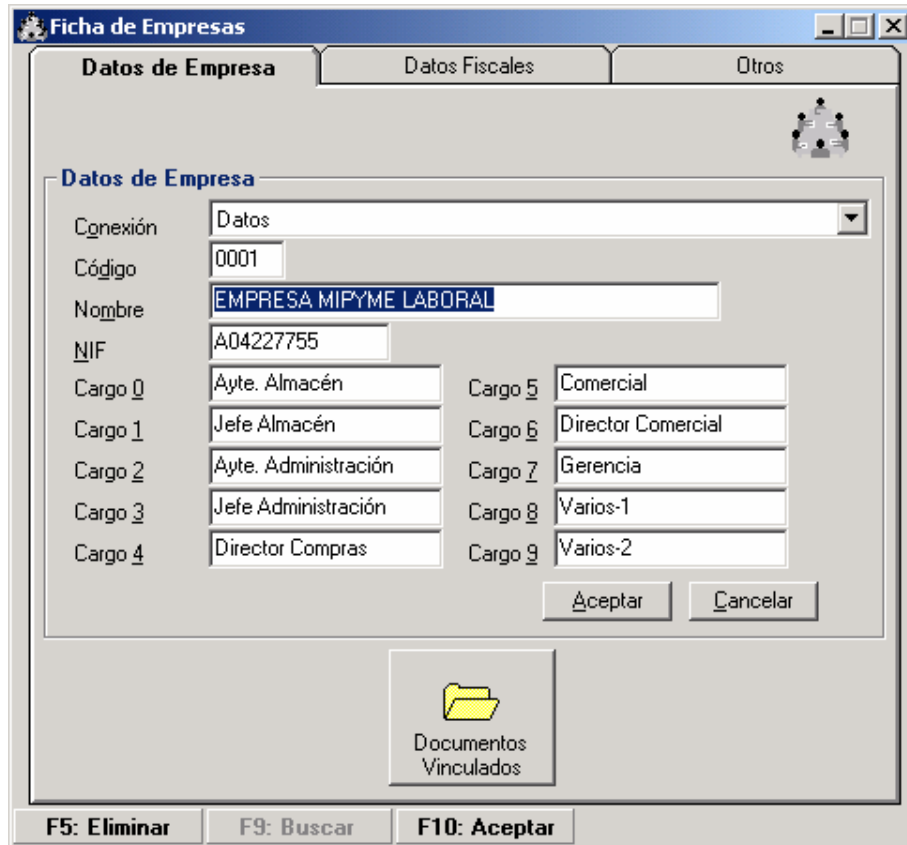 Ficha de Empresas
Datos de Empresa Datos Fiscales Otros
Datos de Empresa
Conexión Datos
Código 0001
Nombre EMPRESA MIPYME LABORAL
NIF A04227755
Cargo 0 Ayte. Almacén Cargo 5 Comercial
Cargo 1 Jefe Almacén Cargo 6 Director Comercial
Cargo 2 Ayte. Administración Cargo 7 Gerencia
Cargo 3 Jefe Administración Cargo 8 Varios-1
Cargo 4 Director Compras Cargo 9 Varios-2
Aceptar Cancelar
Documentos
Vinculados
F5: Eliminar F9: Buscar F10: Aceptar